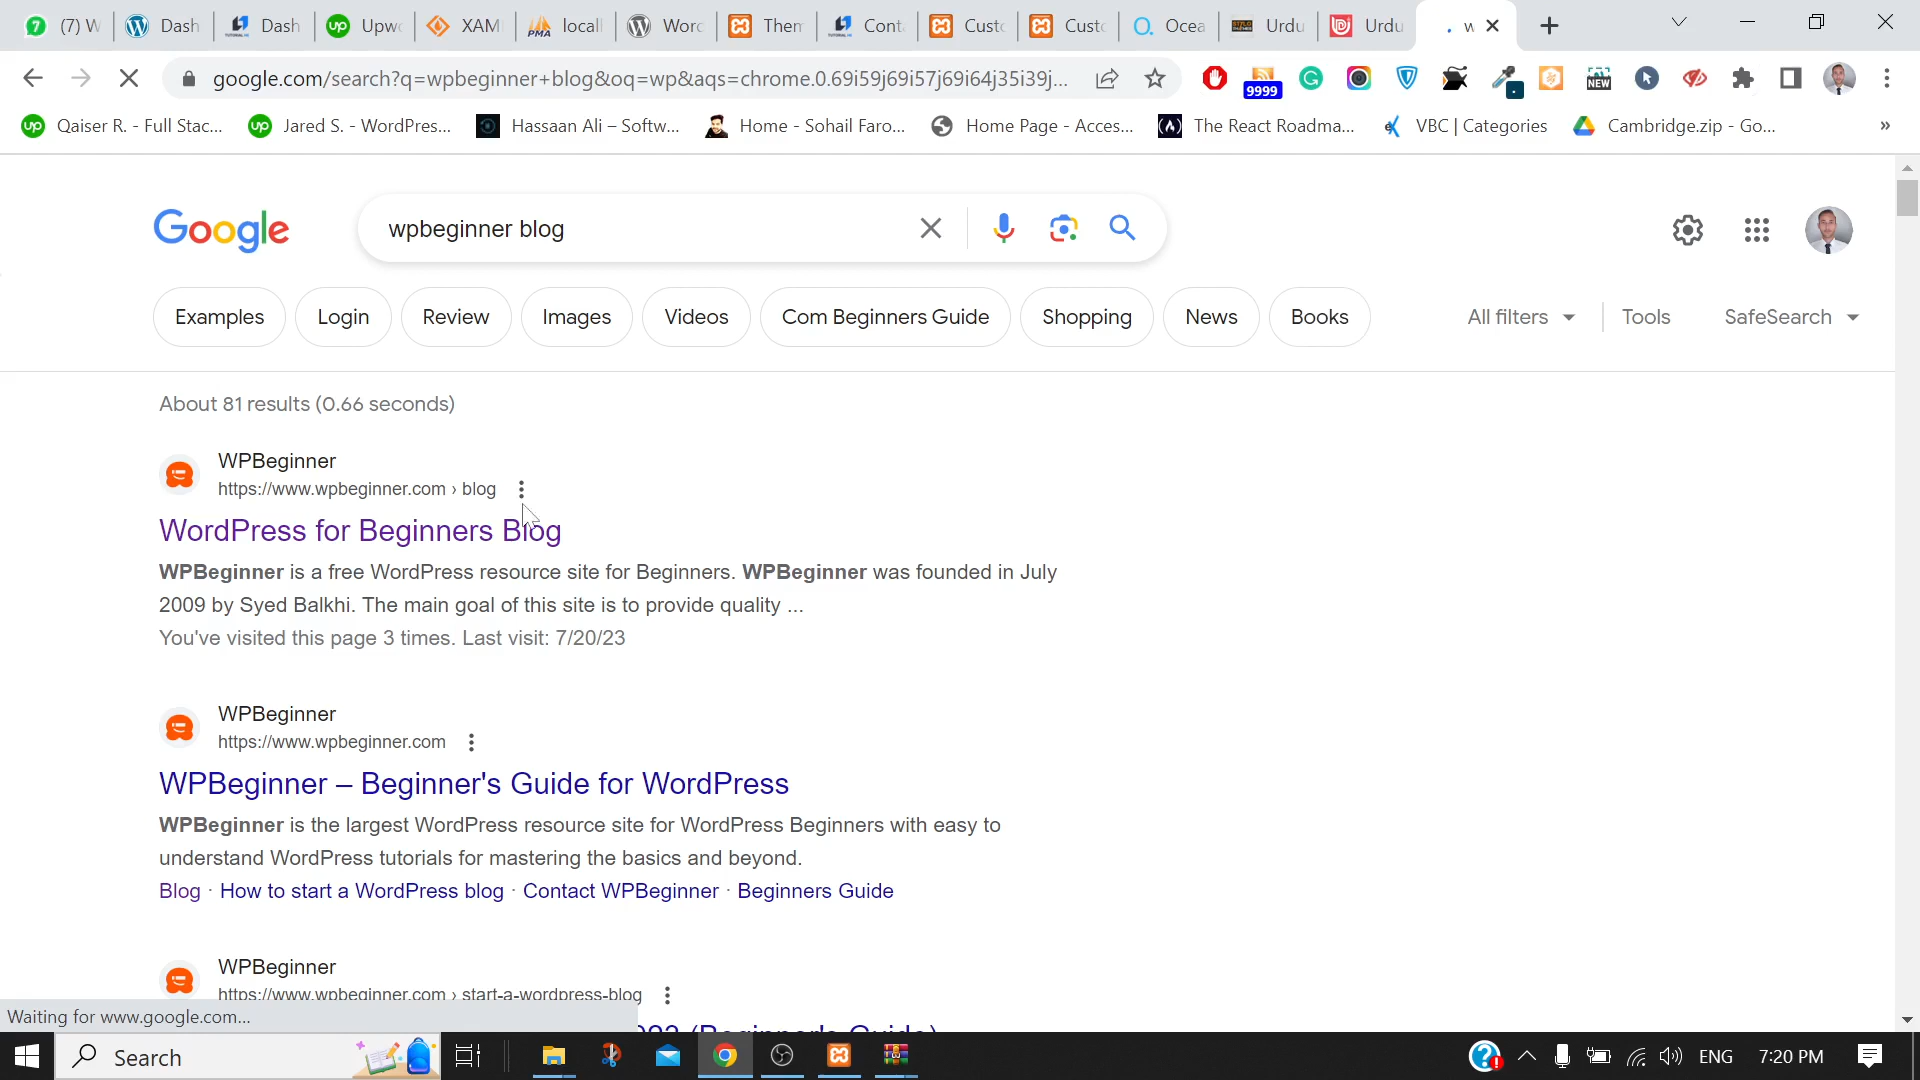 (7) W Dash Dash Upwo XAM locall Word Them Cont Custo Custo Ocea Urdu Urdu w
google.com/search?q=wpbeginner+blog&oq=wp&aqs=chrome.0.69i59j69i57j69i64j35i39j... 9999 NEW
Qaiser R. - Full Stac... Jared S. - WordPres... Hassaan Ali – Softw... Home - Sohail Faro... Home Page - Acces... The React Roadma... VBC | Categories Cambridge.zip - Go... »
Google wpbeginner blog
Examples Login Review Images Videos Com Beginners Guide Shopping News Books All filters Tools SafeSearch
About 81 results (0.66 seconds)
WPBeginner
https://www.wpbeginner.com › blog
WordPress for Beginners Blog
WPBeginner is a free WordPress resource site for Beginners. WPBeginner was founded in July
2009 by Syed Balkhi. The main goal of this site is to provide quality ...
You've visited this page 3 times. Last visit: 7/20/23
WPBeginner
https://www.wpbeginner.com
WPBeginner – Beginner's Guide for WordPress
WPBeginner is the largest WordPress resource site for WordPress Beginners with easy to
understand WordPress tutorials for mastering the basics and beyond.
Blog · How to start a WordPress blog · Contact WPBeginner · Beginners Guide
WPBeginner
https://www.wpbeginner.com › start-a-wordpress-blog
Waiting for www.google.com... (Beginner's Guide)
Search ENG 7:20 PM